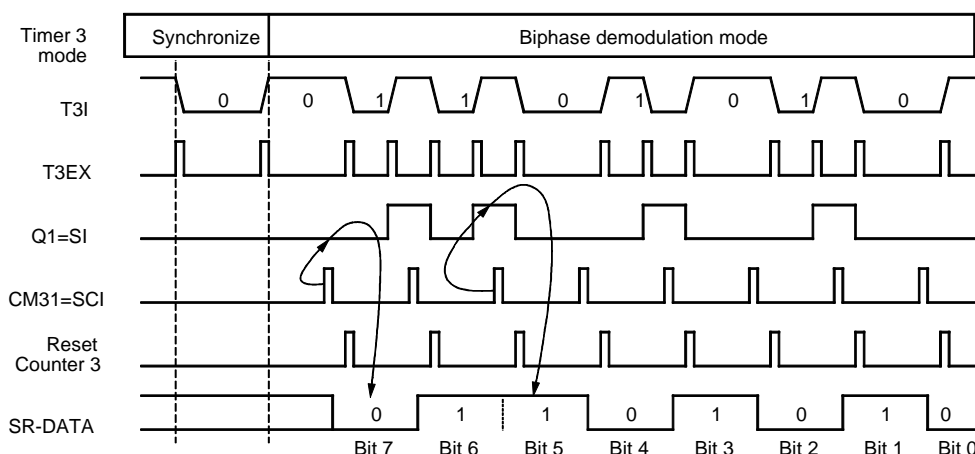 Timer 3
mode
Synchronize
Biphase demodulation mode
T3I
0 0 1 1 0 1 0 1 0
T3EX
Q1=SI
CM31=SCI
Reset
Counter 3
SR-DATA
0 1 1 0 1 0 1 0
Bit 7 Bit 6 Bit 5 Bit 4 Bit 3 Bit 2 Bit 1 Bit 0